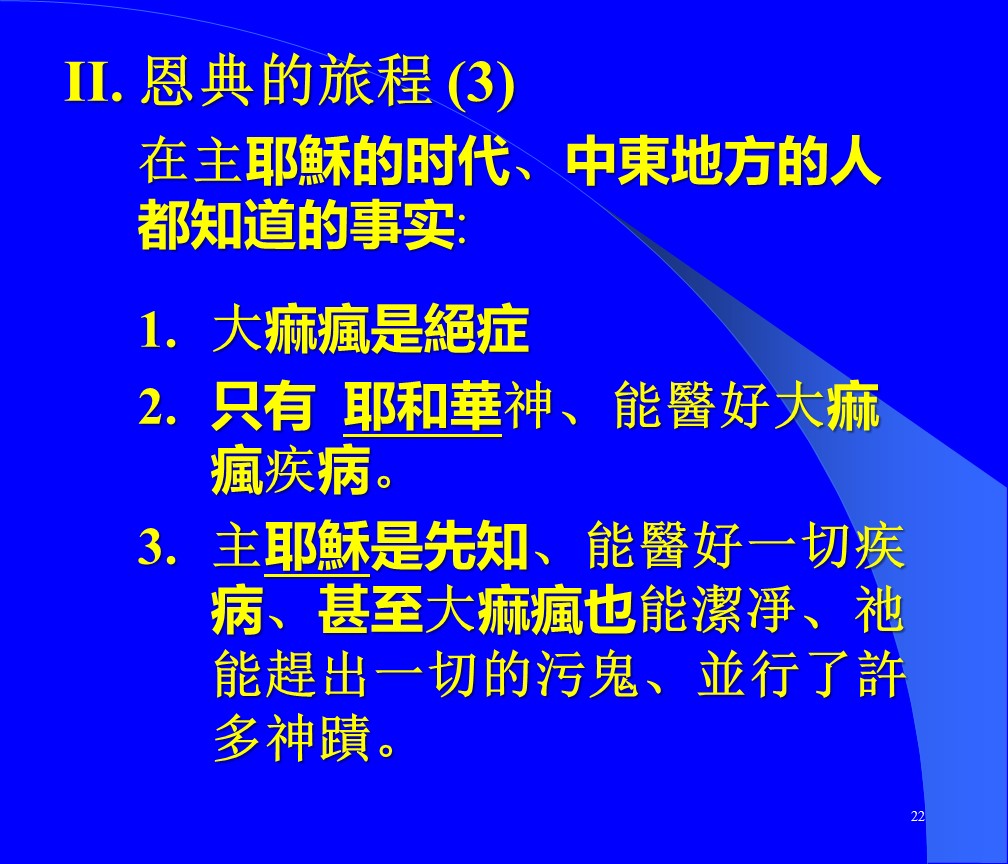 II. 恩典的旅程 (3)
在主耶穌的时代、中東地方的人
都知道的事实:
1. 大痲瘋是絕症
2. 只有 耶和華神、能醫好大痲
瘋疾病。
3. 主耶穌是先知、能醫好一切疾
病、甚至大痲瘋也能潔凈、祂
能趕出一切的污鬼、並行了許
多神蹟。
22